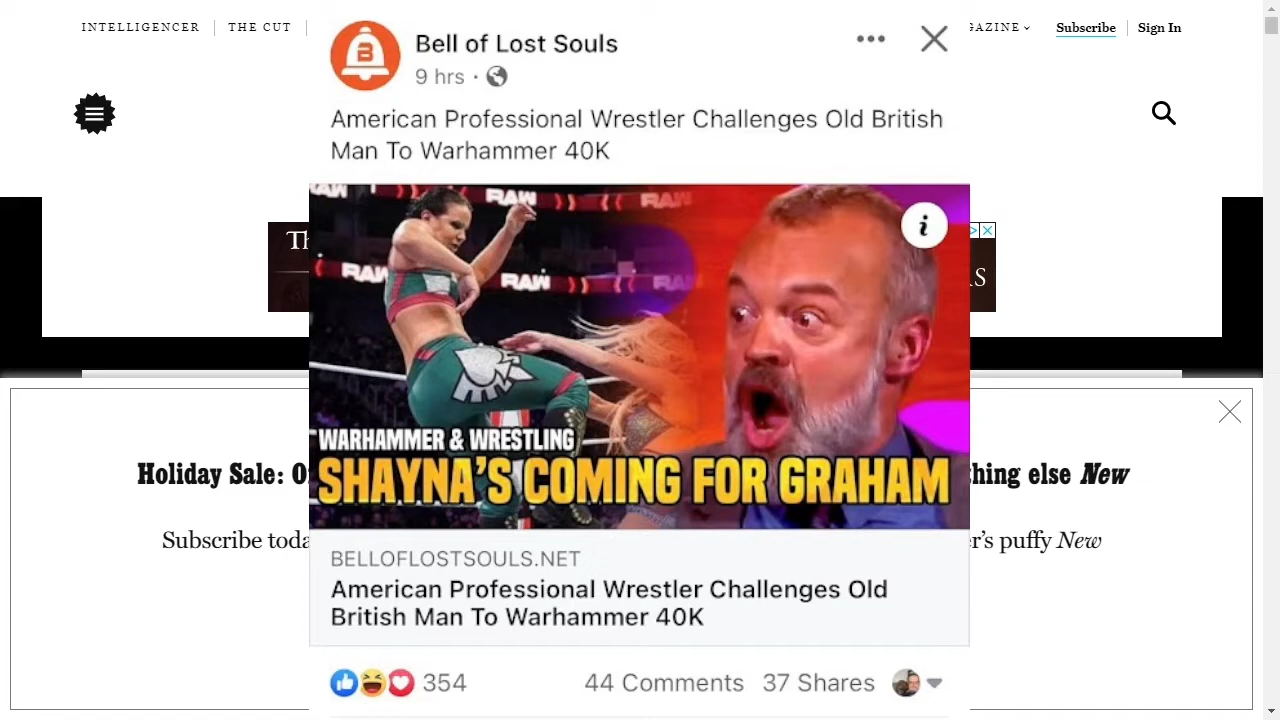 INTELLIGENCER
THE CUT
AZINE
Subscribe
Sign In
Bell of Lost Souls
9 hrs ·
American Professional Wrestler Challenges Old British
Man To Warhammer 40K
RAW
RAW
RAW
RAW
RAW
i
WARHAMMER & WRESTLING
SHAYNA'S COMING FOR GRAHAM
Holiday Sale: O
thing else New
Subscribe toda
er's puffy New
BELLOFLOSTSOULS.NET
American Professional Wrestler Challenges Old
British Man To Warhammer 40K
354
44 Comments
37 Shares